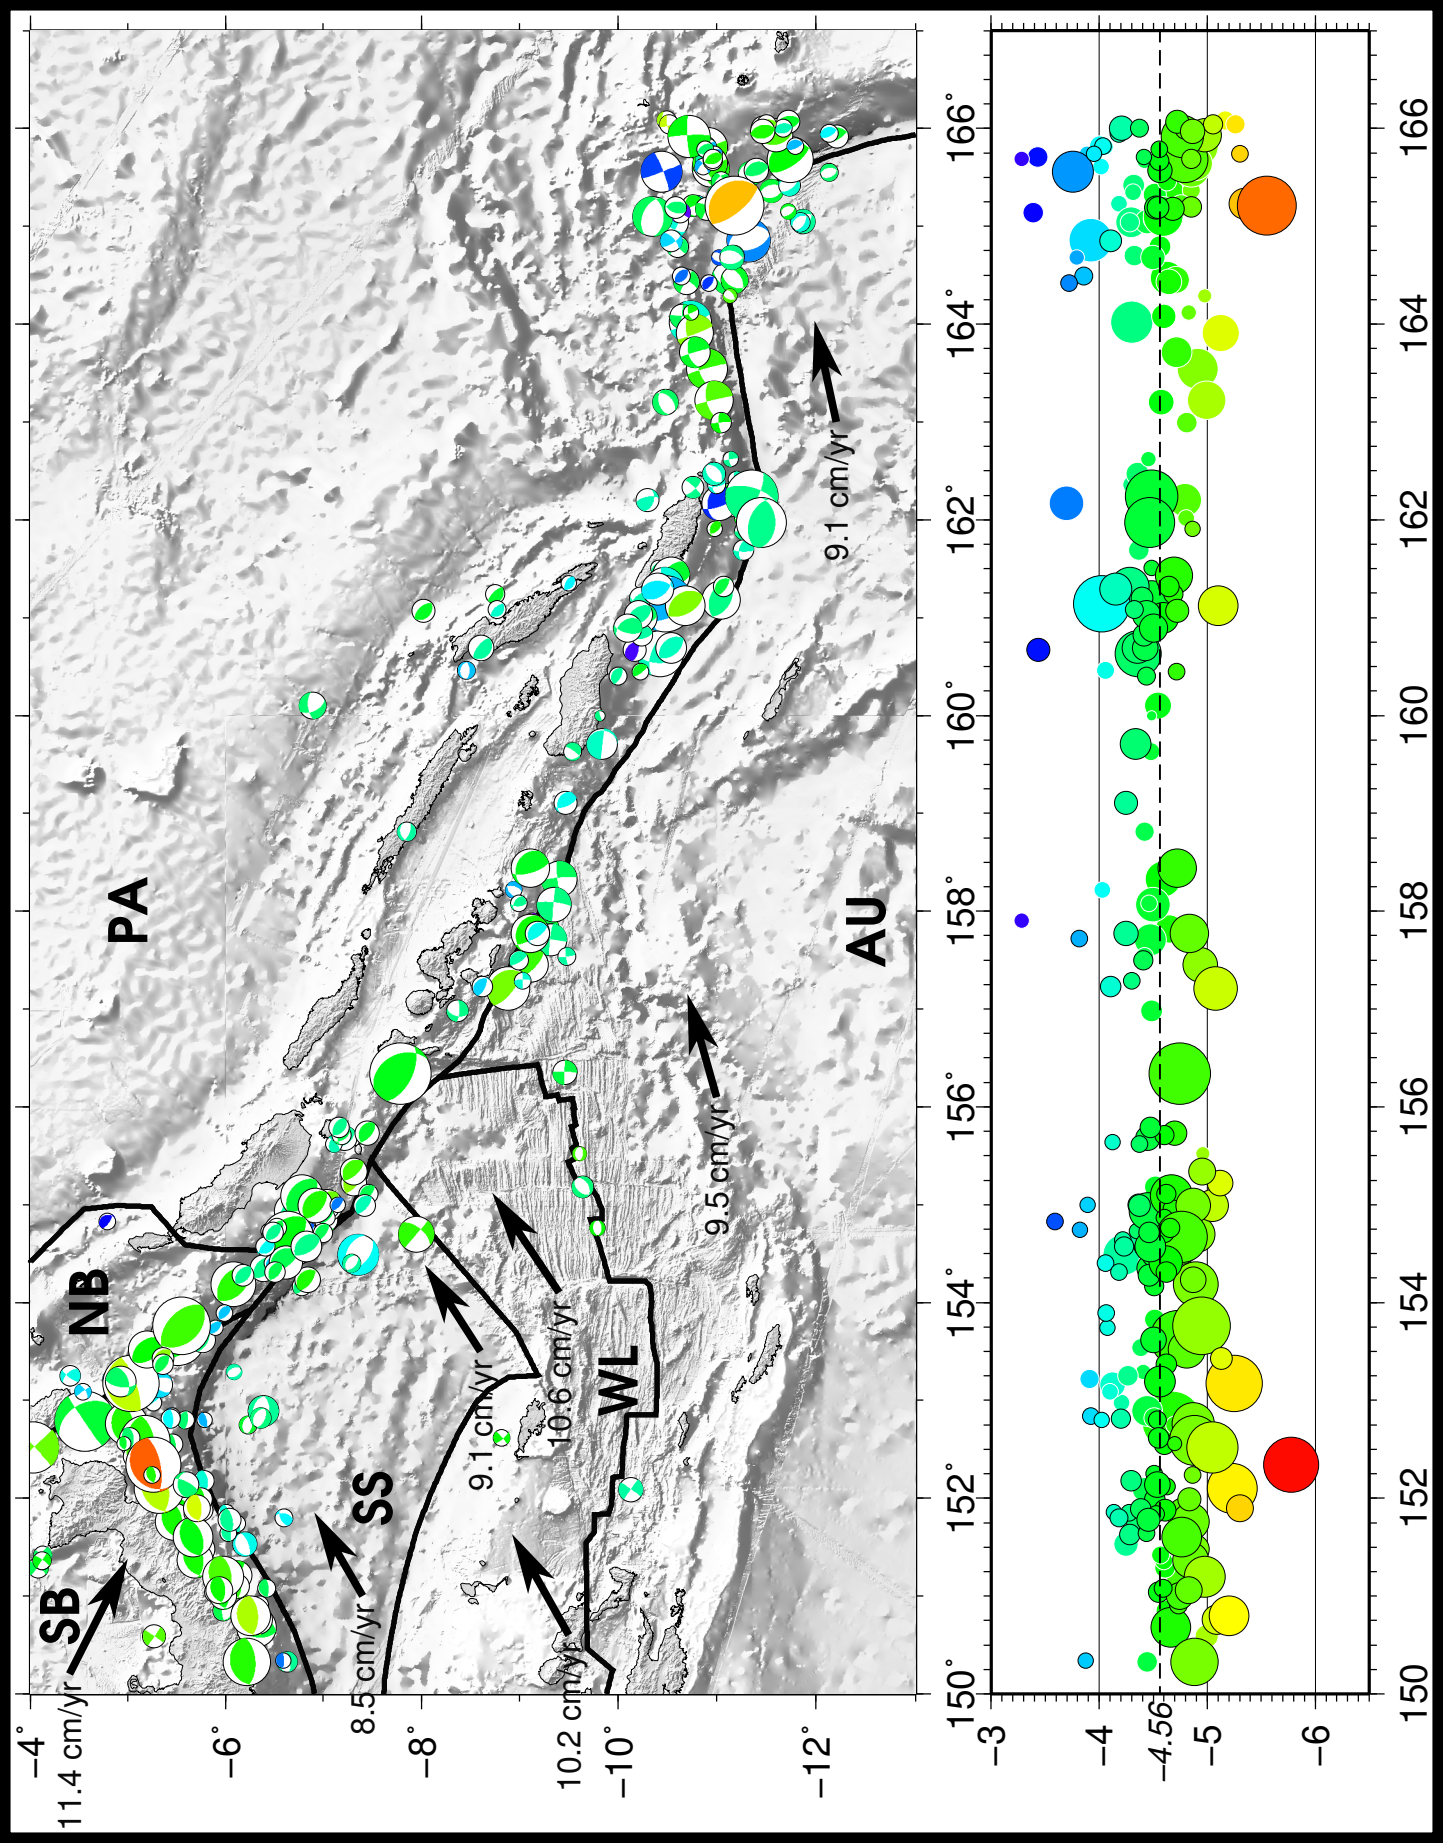 −4°
11.4 cm/yr
SB
NB
PA
−6°
8.5 cm/yr
SS
−8°
9.1 cm/yr
10.6 cm/yr
10.2 cm/yr
−10°
WL
9.5 cm/yr
−12°
9.1 cm/yr
AU
150° 152° 154° 156° 158° 160° 162° 164° 166°
−3
−4
−4.56
−5
−6
150 152 154 156 158 160 162 164 166